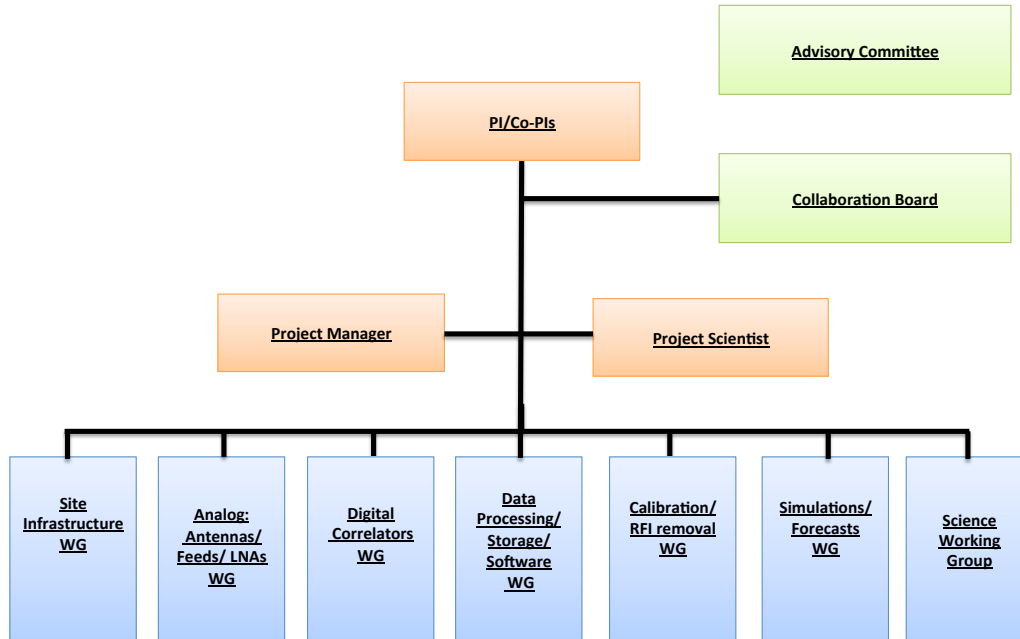 Advisory Committee
PI/Co-PIs
Collaboration Board
Project Manager
Project Scientist
Site
Infrastructure
WG
Analog:
Antennas/
Feeds/ LNAs
WG
Digital
Correlators
WG
Data
Processing/
Storage/
Software
WG
Calibration/
RFI removal
WG
Simulations/
Forecasts
WG
Science
Working
Group